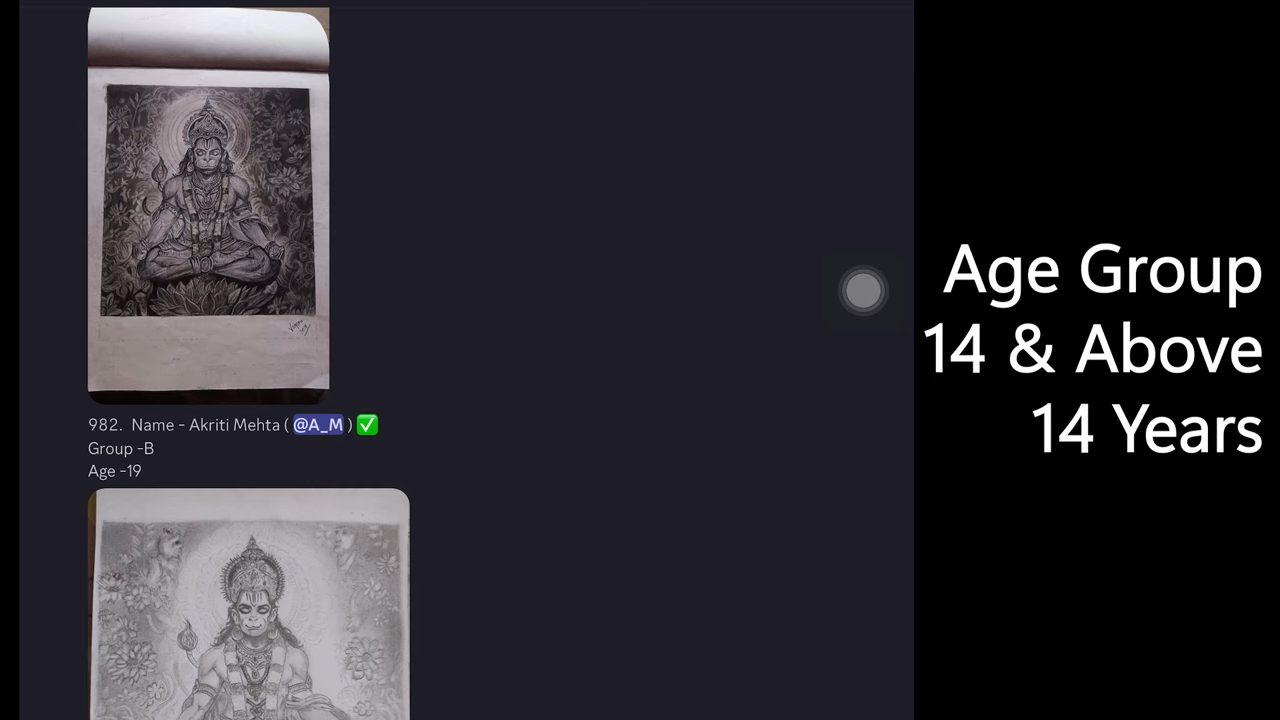 982. Name - Akriti Mehta ( @A_M ) ✅
Group -B
Age -19
Age Group
14 & Above
14 Years